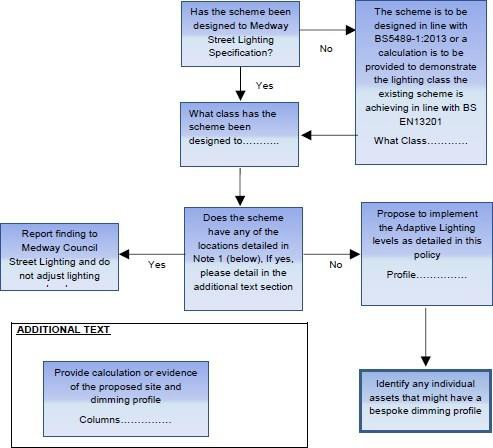 Has the scheme been
designed to Medway
Street Lighting
Specification?
No
The scheme is to be
designed in line with
BS5489-1:2013 or a
calculation is to be
provided to demonstrate
the lighting class the
existing scheme is
achieving in line with BS
EN13201
What Class…………
Yes
What class has the
scheme been
designed to………..
Does the scheme
have any of the
locations detailed in
Note 1 (below), If yes,
please detail in the
additional text section
Yes
Report finding to
Medway Council
Street Lighting and do
not adjust lighting
No
Propose to implement
the Adaptive Lighting
levels as detailed in this
policy
Profile……………
ADDITIONAL TEXT
Provide calculation or evidence
of the proposed site and
dimming profile
Columns……………
Identify any individual
assets that might have a
bespoke dimming profile